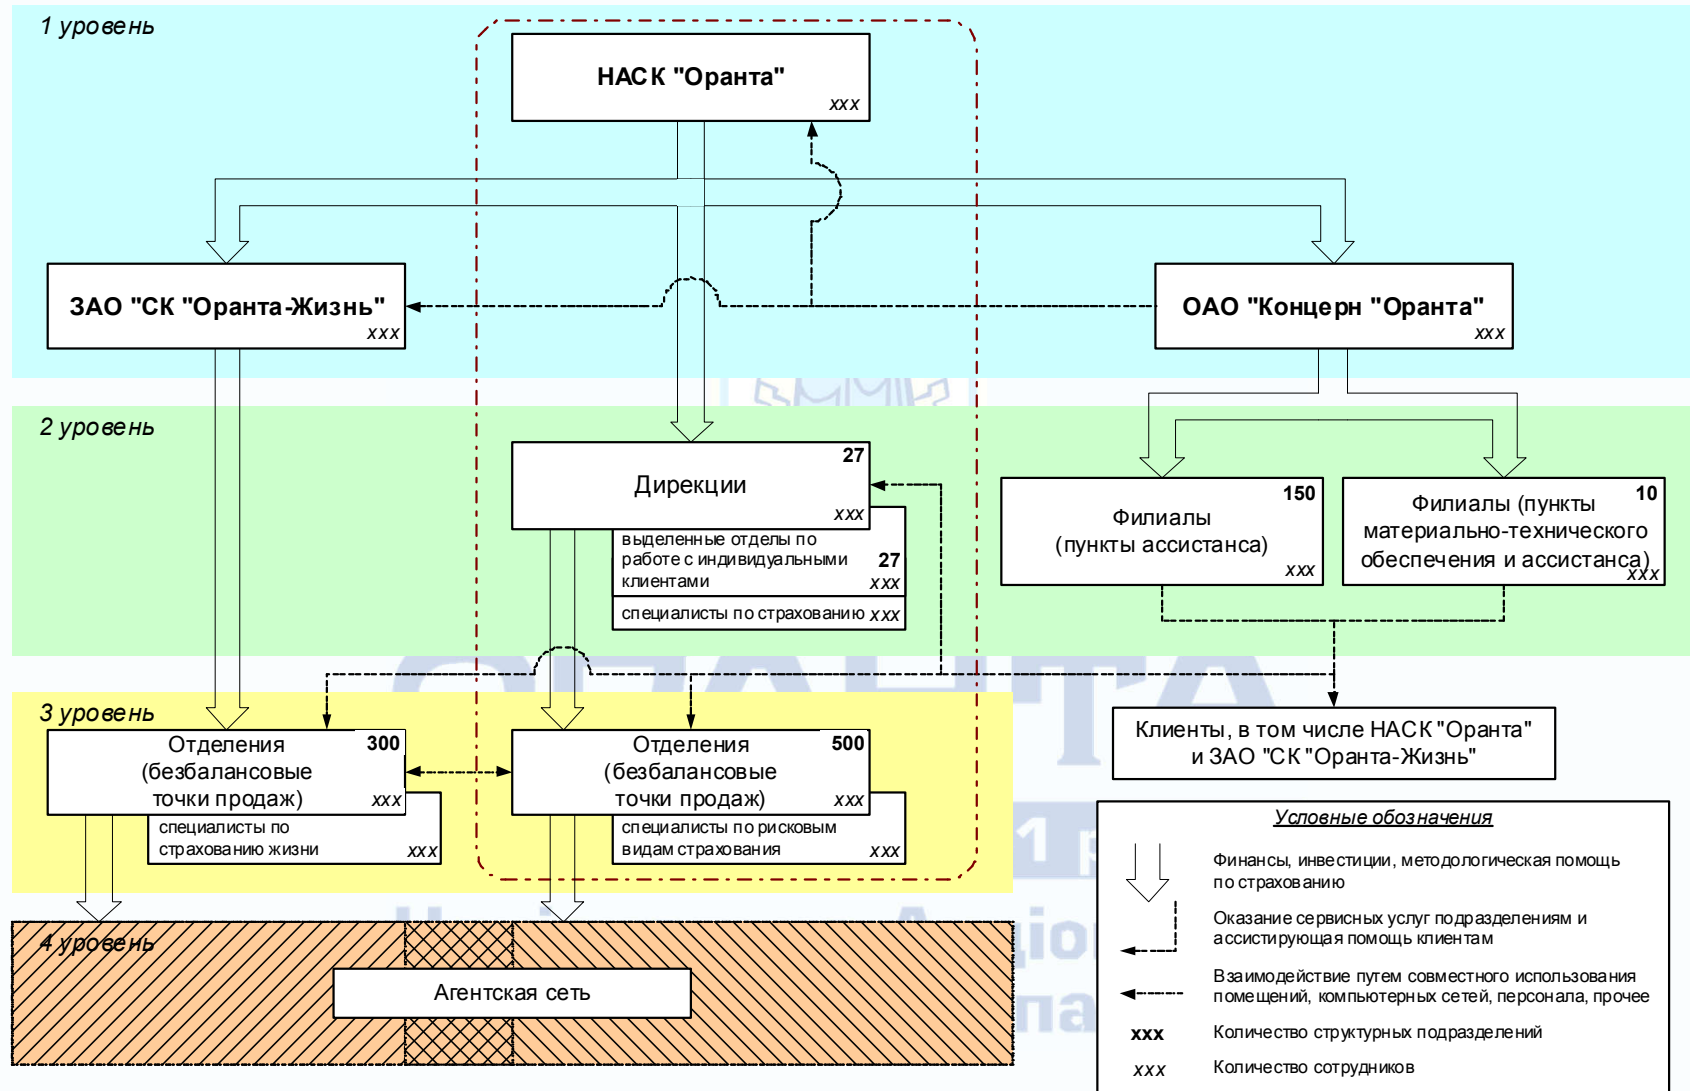 1 уровень
НАСК "Оранта"
xxx
ЗАО "СК "Оранта-Жизнь"
xxx
ОАО "Концерн "Оранта"
xxx
2 уровень
27
Дирекции
xxx
выделенные отделы по
работе с индивидуальными
клиентами
27
xxx
специалисты по страхованию xxx
150
Филиалы
(пункты ассистанса)
xxx
10
Филиалы (пункты
материально-технического
обеспечения и ассистанса)
xxx
3 уровень
Отделения
300
(безбалансовые
точки продаж)
xxx
специалисты по
страхованию жизни
xxx
Отделения
500
(безбалансовые
точки продаж)
xxx
специалисты по рисковым
видам страхования
xxx
Клиенты, в том числе НАСК "Оранта"
и ЗАО "СК "Оранта-Жизнь"
4 уровень
Агентская сеть
Условные обозначения
Финансы, инвестиции, методологическая помощь
по страхованию
Оказание сервисных услуг подразделениям и
ассистирующая помощь клиентам
Взаимодействие путем совместного использования
помещений, компьютерных сетей, персонала, прочее
xxx Количество структурных подразделений
xxx Количество сотрудников